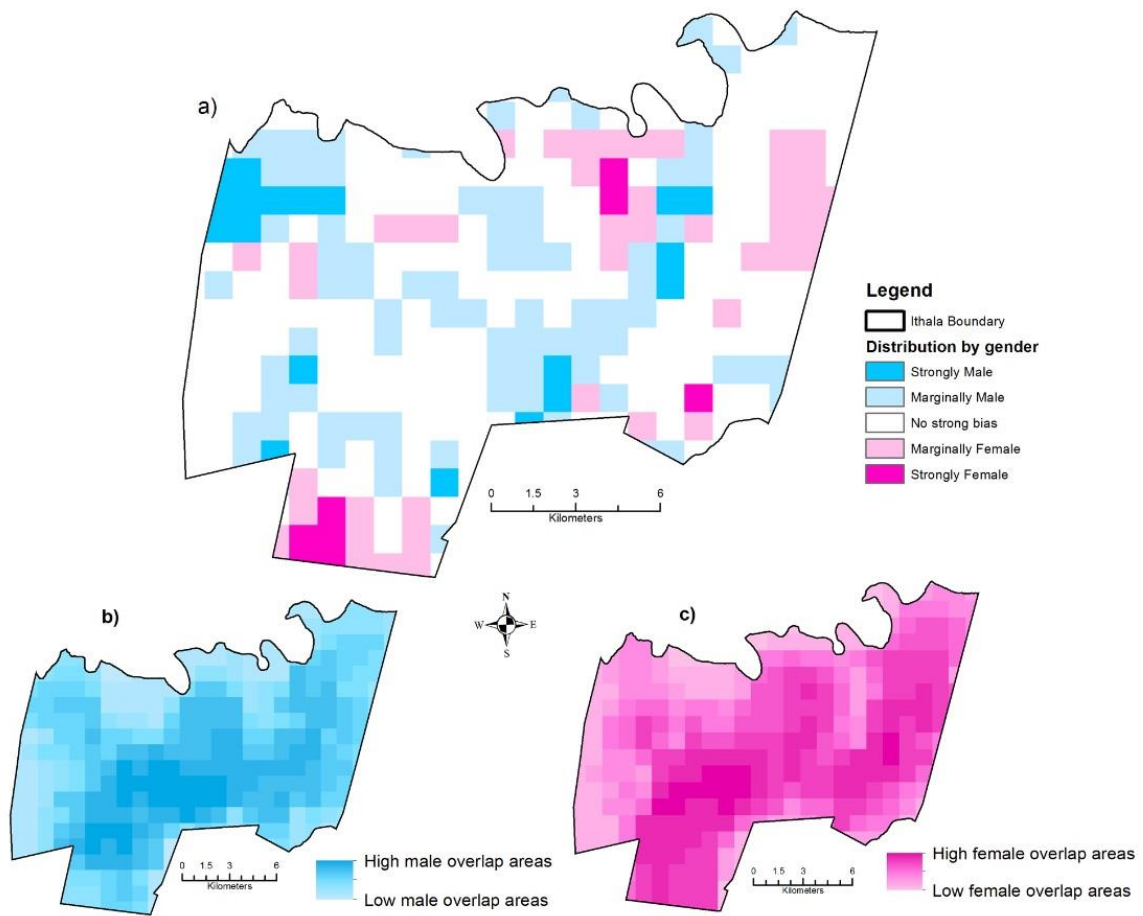 a)
Legend
Ithala Boundary
Distribution by gender
Strongly Male
Marginally Male
No strong bias
Marginally Female
Strongly Female
0 1.5 3 6
Kilometers
b)
N
W E
S
c)
High male overlap areas
Low male overlap areas
0 1.5 3 6
Kilometers
High female overlap areas
Low female overlap areas
0 1.5 3 6
Kilometers